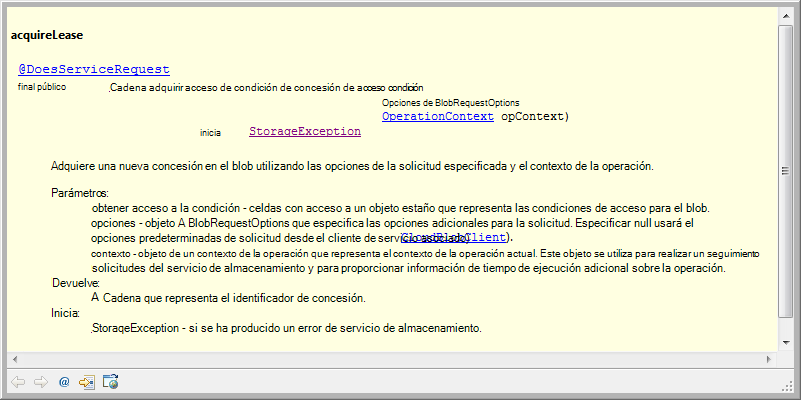 acquireLease
@DoesServiceRequest
final público .Cadena adquirir acceso de condición de concesión de acceso condición
Opciones de BlobRequestOptions
OperationContext opContext)
inicia StorageException
Adquiere una nueva concesión en el blob utilizando las opciones de la solicitud especificada y el contexto de la operación.
Parámetros:
obtener acceso a la condición - celdas con acceso a un objeto estaño que representa las condiciones de acceso para el blob.
opciones - objeto A BlobRequestOptions que especifica las opciones adicionales para la solicitud. Especificar null usará el
opciones predeterminadas de solicitud desde el cliente de servicio asociado( CloudBlobClient).
contexto - objeto de un contexto de la operación que representa el contexto de la operación actual. Este objeto se utiliza para realizar un seguimiento
solicitudes del servicio de almacenamiento y para proporcionar información de tiempo de ejecución adicional sobre la operación.
Devuelve:
A Cadena que representa el identificador de concesión.
Inicia:
.StorageException - si se ha producido un error de servicio de almacenamiento.